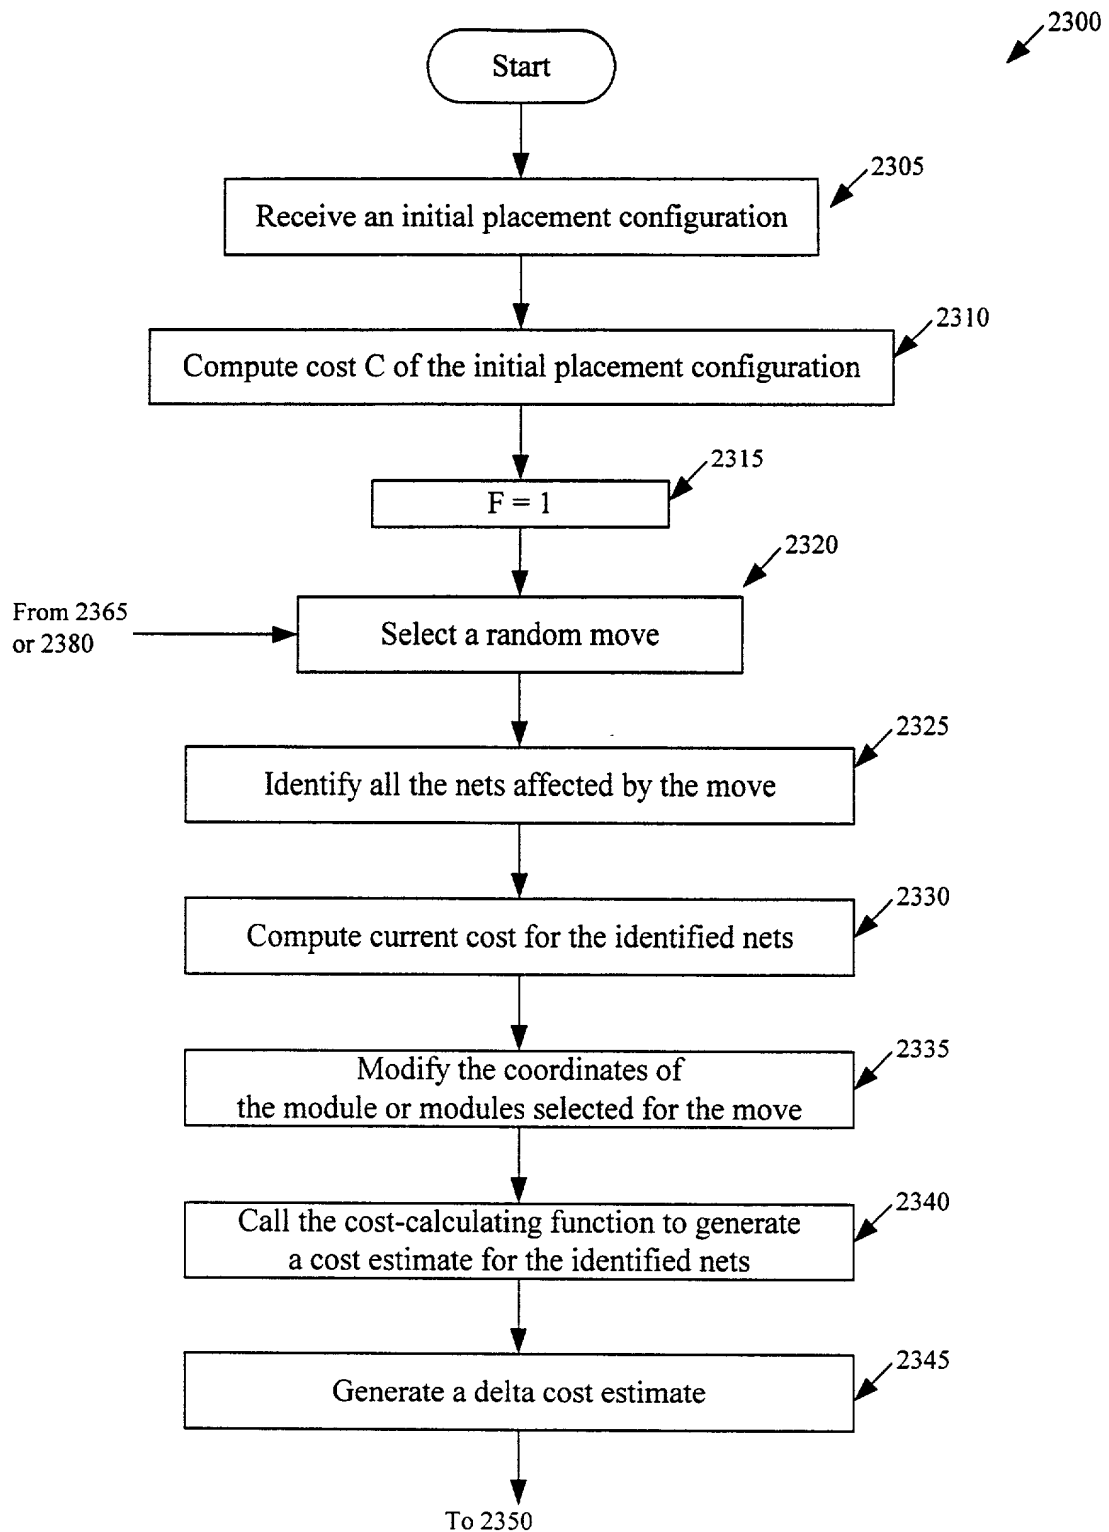 2300
Start
2305
Receive an initial placement configuration
2310
Compute cost C of the initial placement configuration
2315
F = 1
2320
From 2365
or 2380
Select a random move
2325
Identify all the nets affected by the move
2330
Compute current cost for the identified nets
2335
Modify the coordinates of
the module or modules selected for the move
2340
Call the cost-calculating function to generate
a cost estimate for the identified nets
2345
Generate a delta cost estimate
To 2350